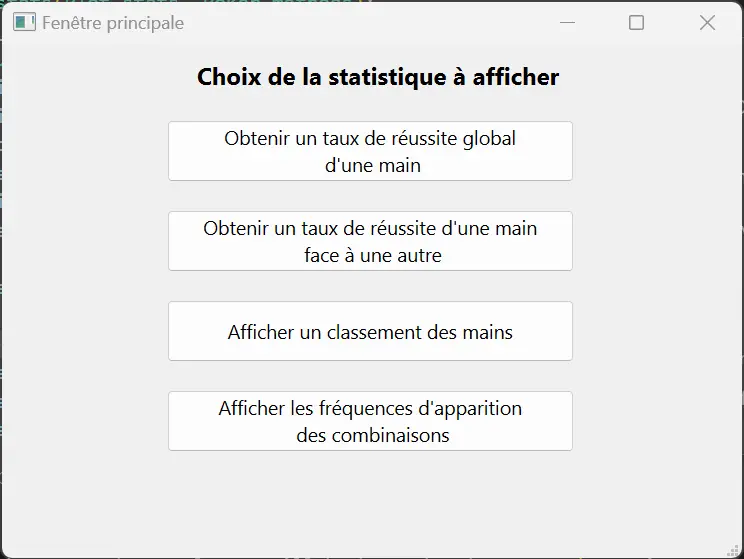 Fenêtre principale
Choix de la statistique à afficher
Obtenir un taux de réussite global
d'une main
Obtenir un taux de réussite d'une main
face à une autre
Afficher un classement des mains
Afficher les fréquences d'apparition
des combinaisons